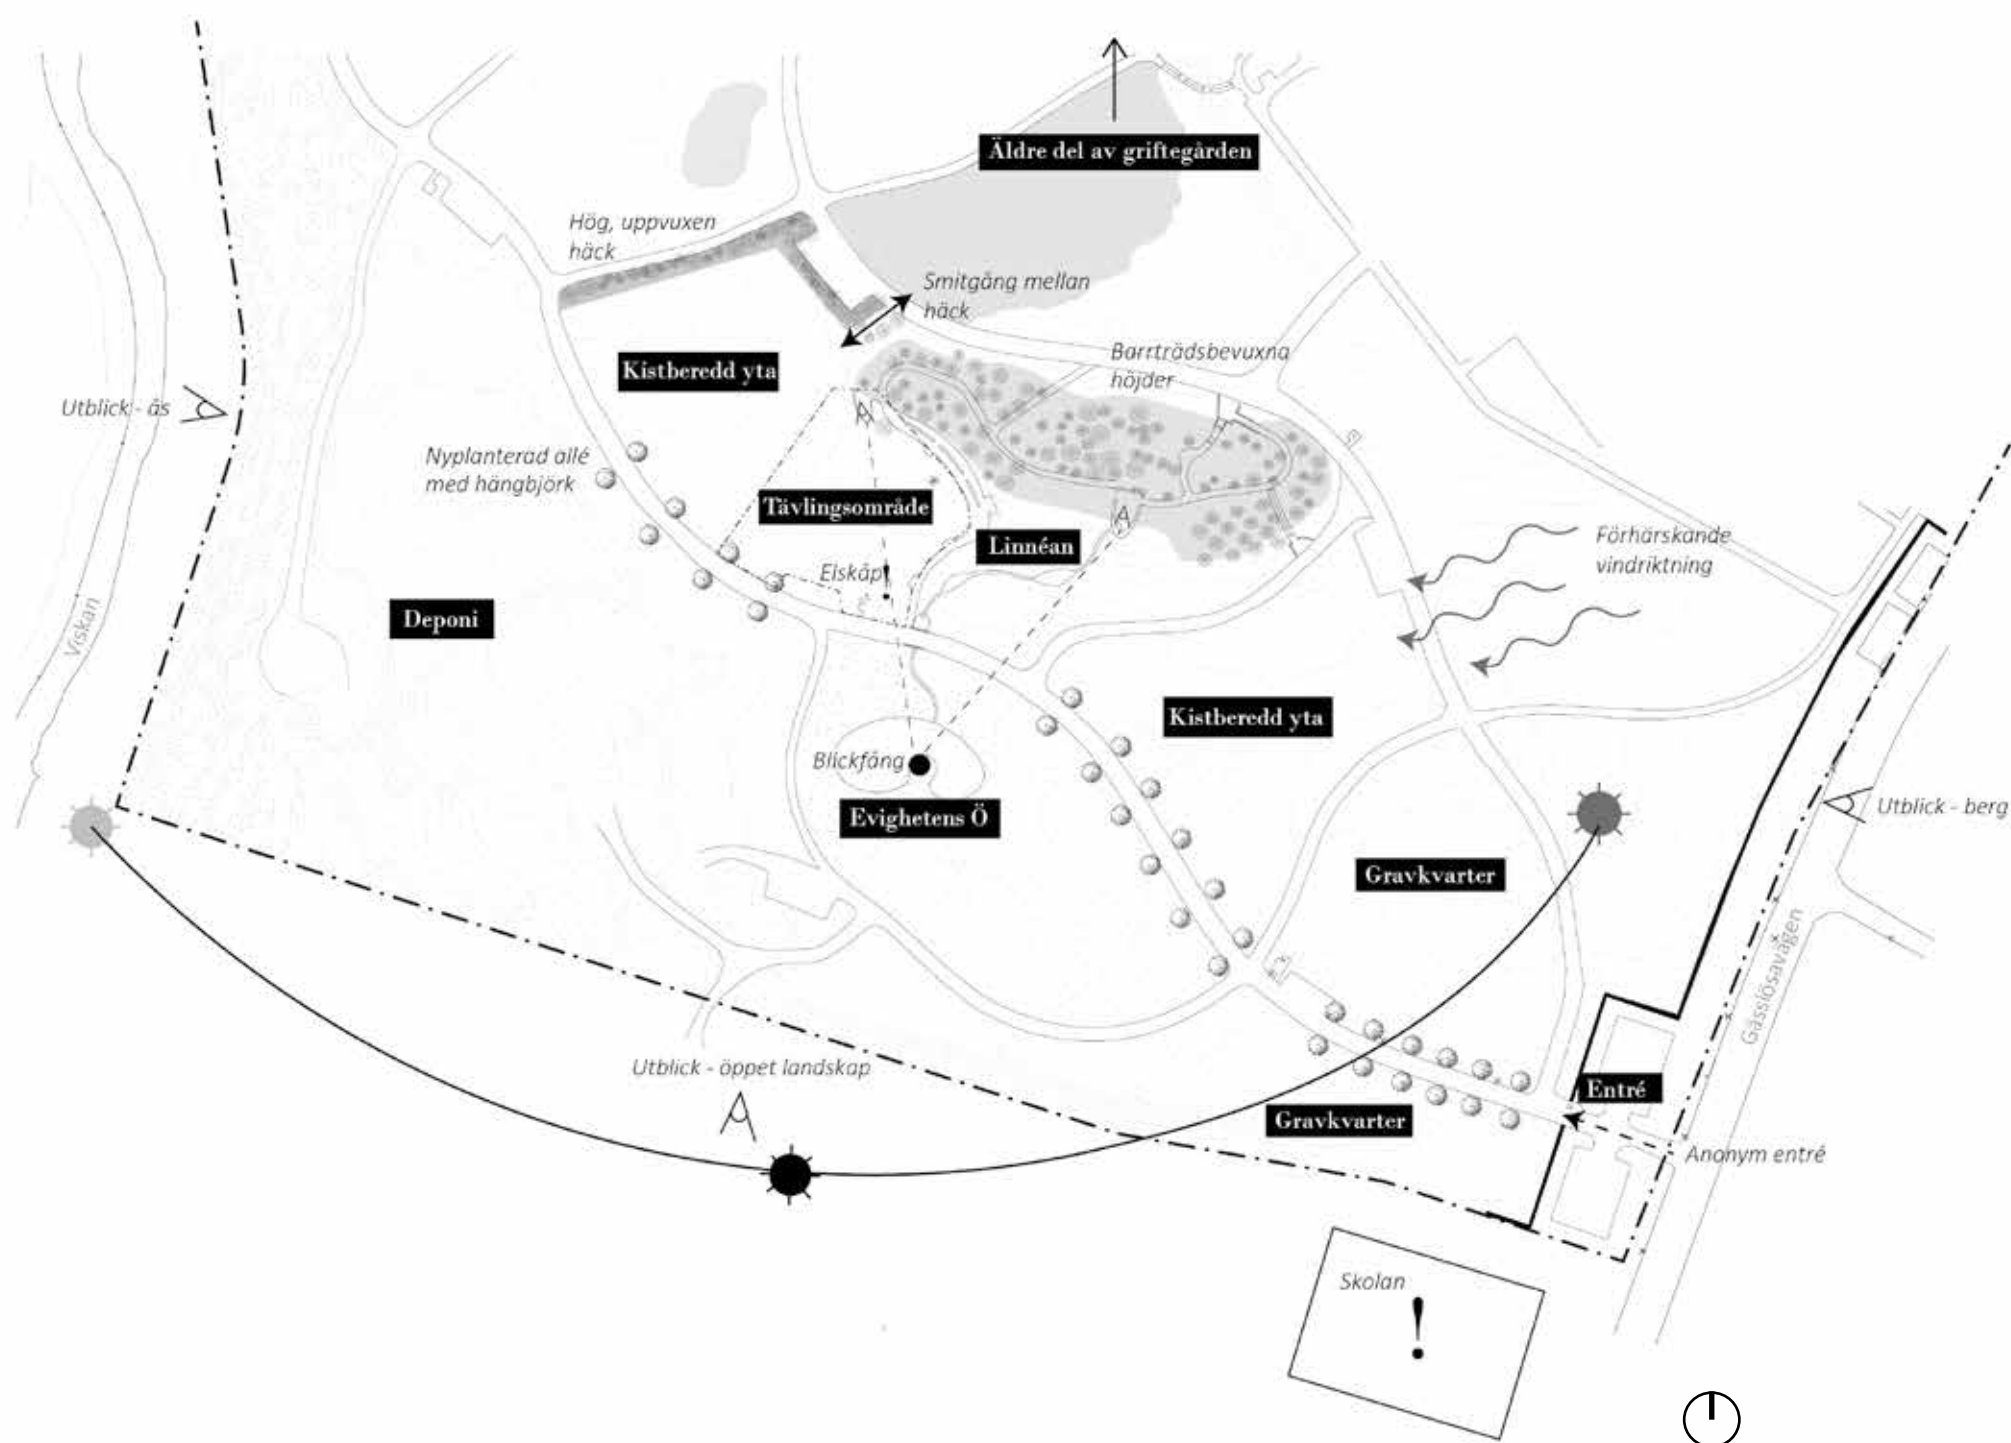 Äldre del av griftegården
Hög, uppvuxen
häck
Smitgång mellan
häck
Kistberedd yta
Barrträdsbevuxna
höjder
Utblick - ås
Nyplanterad allé
med hängbjörk
Tävlingsområde
Linnéan
Förhärskande
vindriktning
Elskåp
Deponi
Viskan
Kistberedd yta
Blickfång
Evighetens Ö
Utblick - berg
Gravkvarter
Gässlösavägen
Utblick - öppet landskap
Entré
Gravkvarter
Anonym entré
Skolan
!